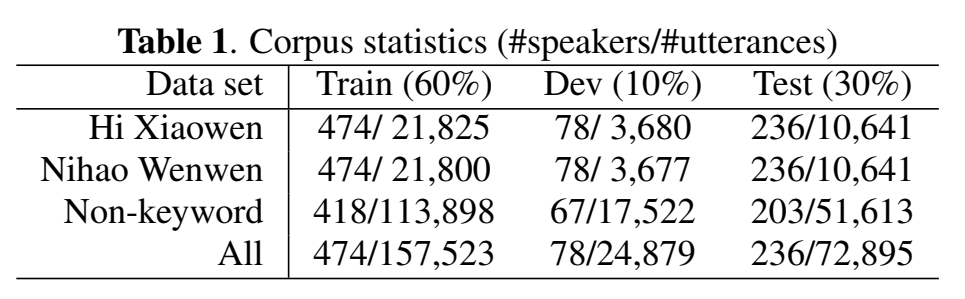 Table 1. Corpus statistics (#speakers/#utterances)
Data set Train (60%) Dev (10%) Test (30%)
Hi Xiaowen 474/ 21,825 78/ 3,680 236/10,641
Nihao Wenwen 474/ 21,800 78/ 3,677 236/10,641
Non-keyword 418/113,898 67/17,522 203/51,613
All 474/157,523 78/24,879 236/72,895